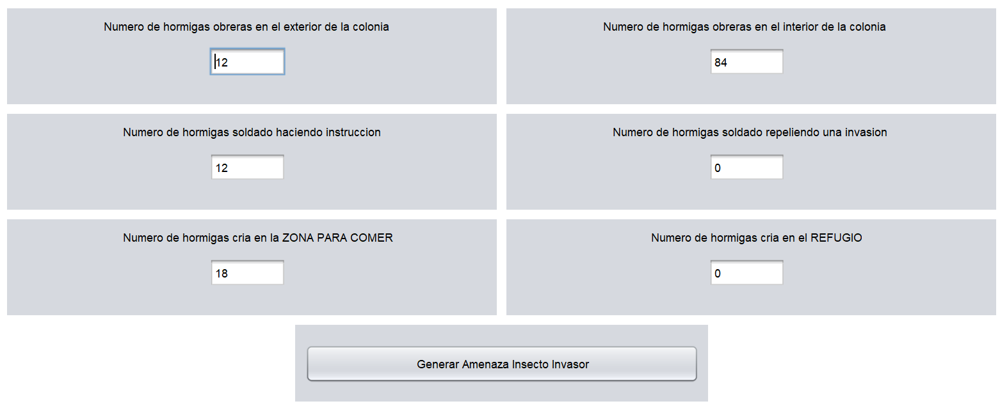 Numero de hormigas obreras en el exterior de la colonia
12
Numero de hormigas obreras en el interior de la colonia
84
Numero de hormigas soldado haciendo instruccion
12
Numero de hormigas soldado repeliendo una invasion
0
Numero de hormigas cria en la ZONA PARA COMER
18
Numero de hormigas cria en el REFUGIO
0
Generar Amenaza Insecto Invasor